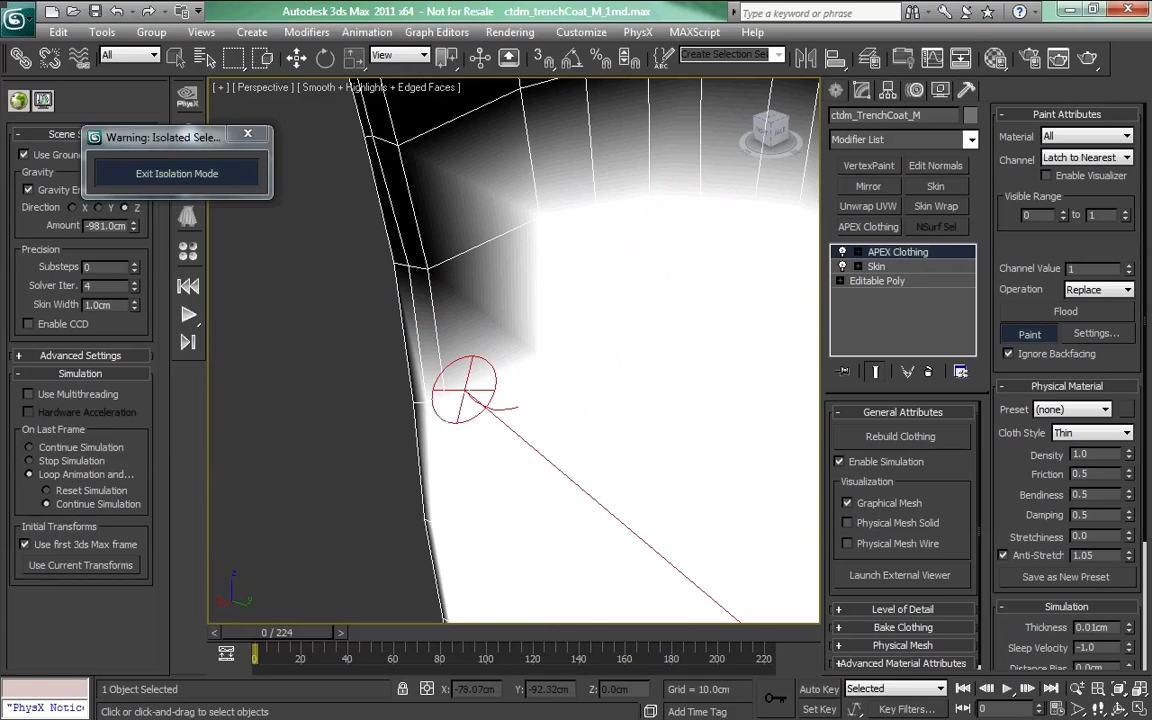 Autodesk 3ds Max 2011 x64 - Not for Resale ctdm_trenchCoat_M_1md.max
Type a keyword or phrase
Edit Tools Group Views Create Modifiers Animation Graph Editors Rendering Customize PhysX MAXScript Help
All
View
Create Selection Se
[ + ] [ Perspective ] [ Smooth + Highlights + Edged Faces ]
Warning: Isolated Sele...
Exit Isolation Mode
Use Groun
Gravity
Gravity En
Direction X Y Z
Amount -981.0cm
Precision
Substeps 0
Solver Iter. 4
Skin Width 1.0cm
Enable CCD
+ Advanced Settings
- Simulation
Use Multithreading
Hardware Acceleration
On Last Frame
Continue Simulation
Stop Simulation
Loop Animation and...
Reset Simulation
Continue Simulation
Initial Transforms
Use first 3ds Max frame
Use Current Transforms
PhysX
ctdm_TrenchCoat_M
Modifier List
VertexPaint Edit Normals
Mirror Skin
Unwrap UVW Skin Wrap
APEX Clothing NSurf Sel
APEX Clothing
Skin
Editable Poly
- General Attributes
Rebuild Clothing
Enable Simulation
Visualization
Graphical Mesh
Physical Mesh Solid
Physical Mesh Wire
Launch External Viewer
+ Level of Detail
+ Bake Clothing
+ Physical Mesh
+ Advanced Material Attributes
- Paint Attributes
Material All
Channel Latch to Nearest
Enable Visualizer
Visible Range
0 to 1
Channel Value 1
Operation Replace
Flood
Paint Settings...
Ignore Backfacing
- Physical Material
Preset (none)
Cloth Style Thin
Density 1.0
Friction 0.5
Bendiness 0.5
Damping 0.5
Stretchiness 0.0
Anti-Stretch 1.05
Save as New Preset
- Simulation
Thickness 0.01cm
Sleep Velocity -1.0
Distance Bias 0.0cm
< 0 / 224 >
0 20 40 60 80 100 120 140 160 180 200 220
"PhysX Notic
1 Object Selected
X: -78.07cm Y: -92.32cm Z: 0.0cm
Grid = 10.0cm
Click or click-and-drag to select objects
Add Time Tag
Auto Key Selected
Set Key Key Filters...
0